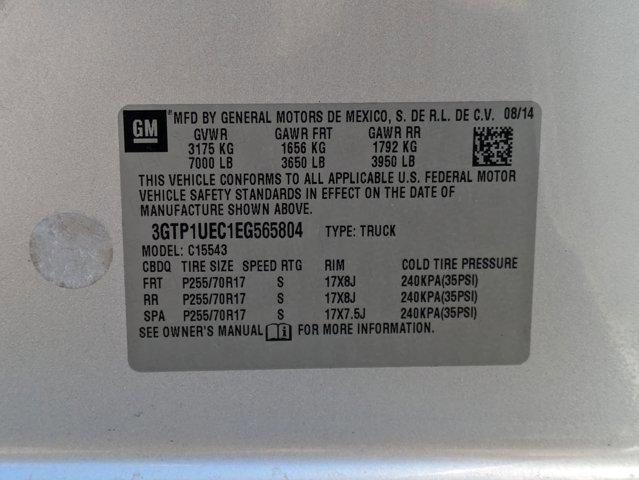 GM
MFD BY GENERAL MOTORS DE MEXICO, S. DE R.L. DE C.V. 08/14
GVWR GAWR FRT GAWR RR
3175 KG 1656 KG 1792 KG
7000 LB 3650 LB 3950 LB
THIS VEHICLE CONFORMS TO ALL APPLICABLE U.S. FEDERAL MOTOR
VEHICLE SAFETY STANDARDS IN EFFECT ON THE DATE OF
MANUFACTURE SHOWN ABOVE.
3GTP1UEC1EG565804 TYPE: TRUCK
MODEL: C15543
CBDQ TIRE SIZE SPEED RTG RIM COLD TIRE PRESSURE
FRT P255/70R17 S 17X8J 240KPA(35PSI)
RR P255/70R17 S 17X8J 240KPA(35PSI)
SPA P255/70R17 S 17X7.5J 240KPA(35PSI)
SEE OWNER'S MANUAL FOR MORE INFORMATION.